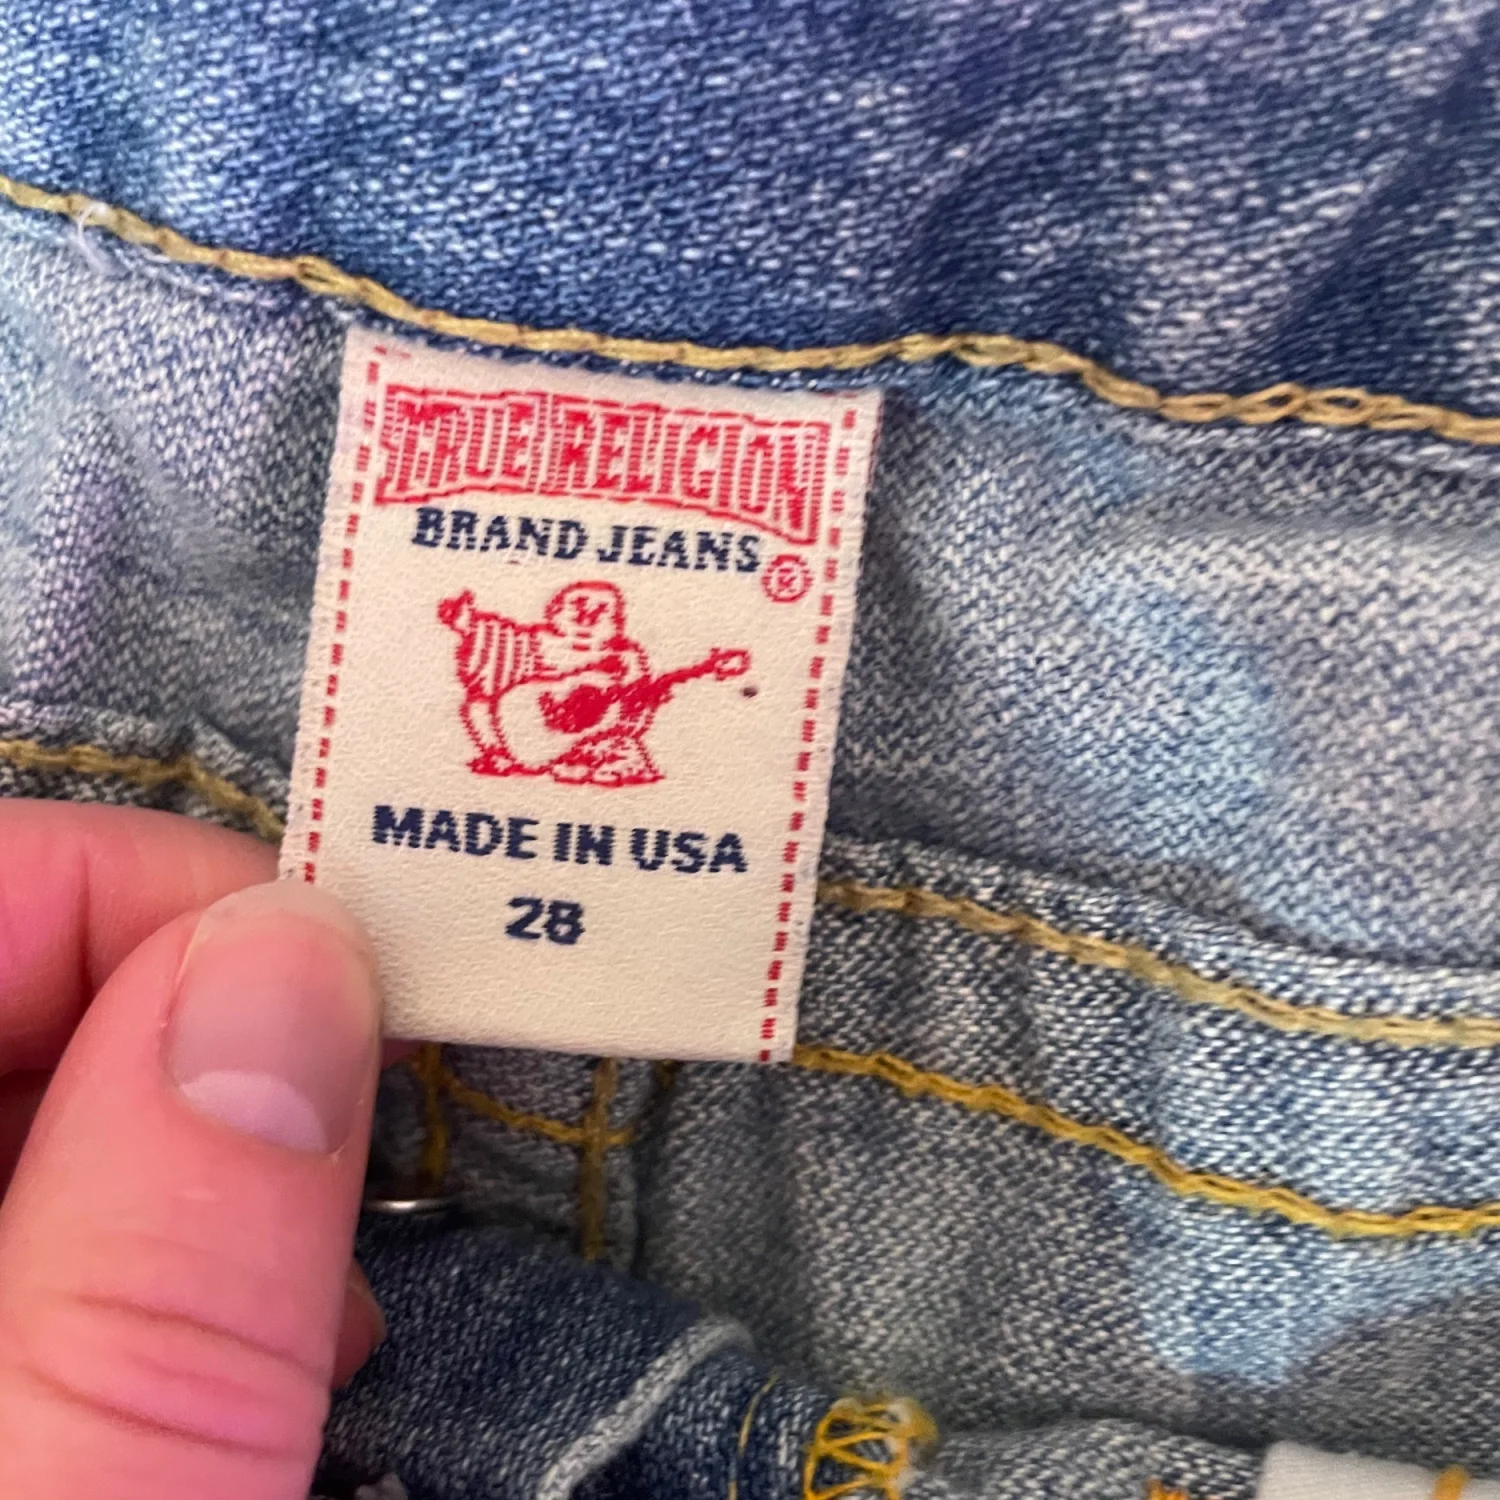 TRUE RELIGION
BRAND JEANS
®
MADE IN USA
28